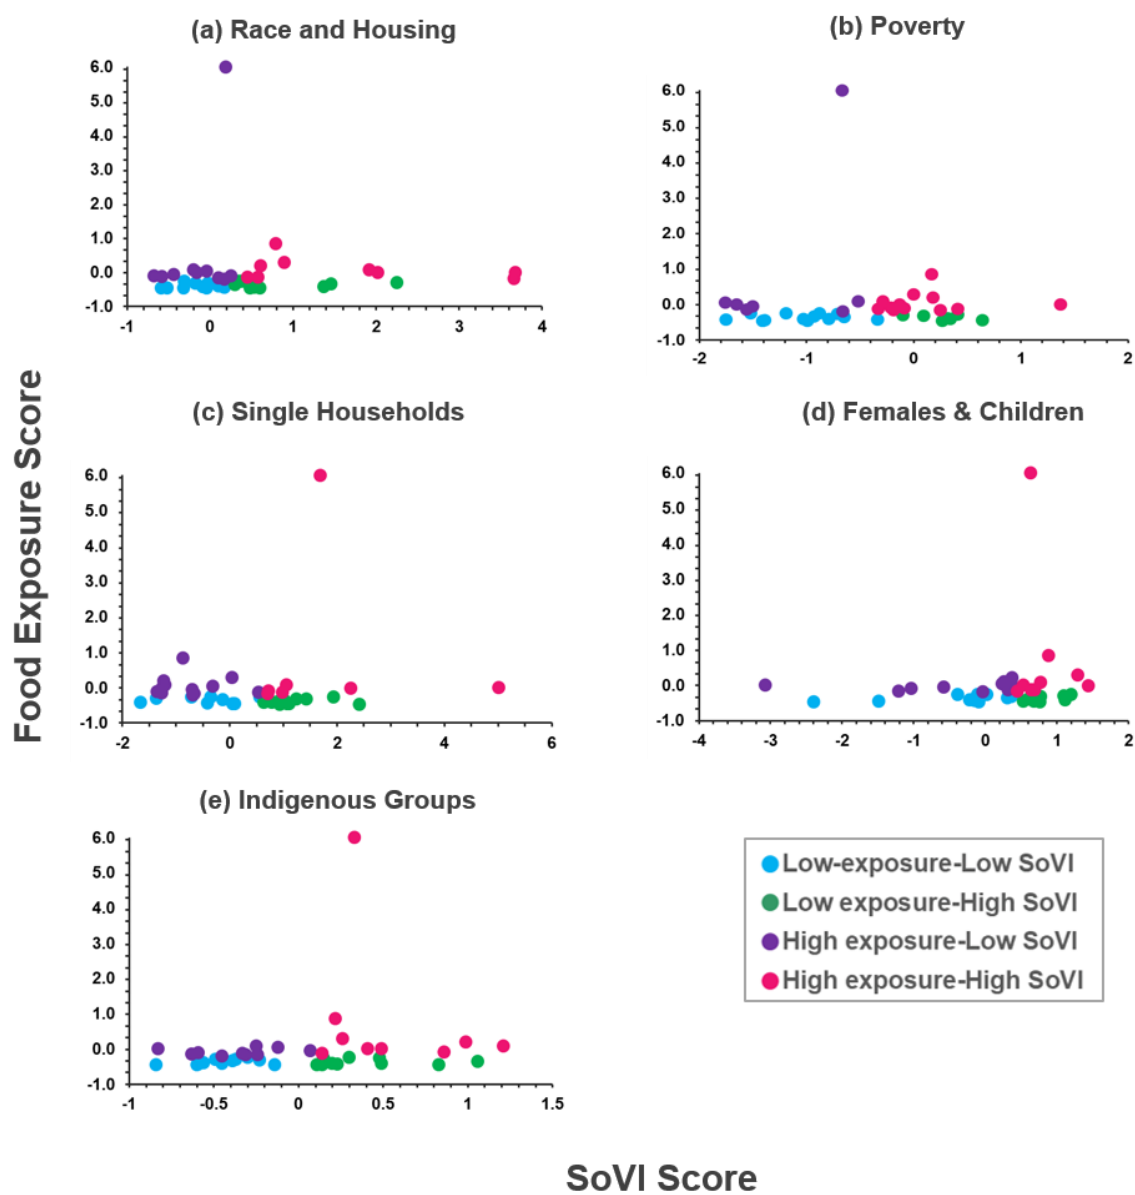 (a) Race and Housing
6.0
5.0
4.0
3.0
2.0
1.0
0.0
-1.0
-1 0 1 2 3 4
(b) Poverty
6.0
5.0
4.0
3.0
2.0
1.0
0.0
-1.0
-2 -1 0 1 2
Food Exposure Score
(c) Single Households
6.0
5.0
4.0
3.0
2.0
1.0
0.0
-1.0
-2 0 2 4 6
(d) Females & Children
6.0
5.0
4.0
3.0
2.0
1.0
0.0
-1.0
-4 -3 -2 -1 0 1 2
(e) Indigenous Groups
6.0
5.0
4.0
3.0
2.0
1.0
0.0
-1.0
-1 -0.5 0 0.5 1 1.5
Low-exposure-Low SoVI
Low exposure-High SoVI
High exposure-Low SoVI
High exposure-High SoVI
SoVI Score